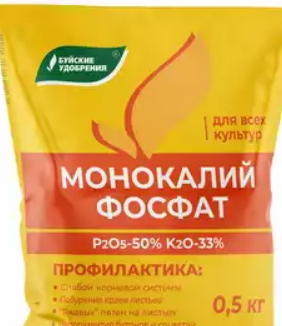 БУЙСКИЕ
УДОБРЕНИЯ
для всех
культур
МОНОКАЛИЙ
ФОСФАТ
P2O5-50% K2O-33%
ПРОФИЛАКТИКА:
• Слабой корневой системы
• Побурения краев листьев
• "Ржавых" пятен на листьях
0,5 кг